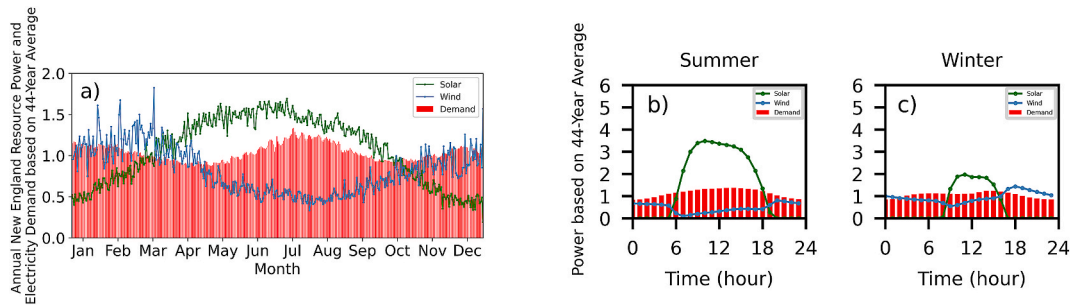 Annual New England Resource Power and
Electricity Demand based on 44-Year Average
2.0
1.5
1.0
0.5
0.0
a)
Solar
Wind
Demand
Jan Feb Mar Apr May Jun Jul Aug Sep Oct Nov Dec
Month
Power based on 44-Year Average
Summer
6
5
4
3
2
1
0
b)
Solar
Wind
Demand
0 6 12 18 24
Time (hour)
Winter
6
5
4
3
2
1
0
c)
Solar
Wind
Demand
0 6 12 18 24
Time (hour)